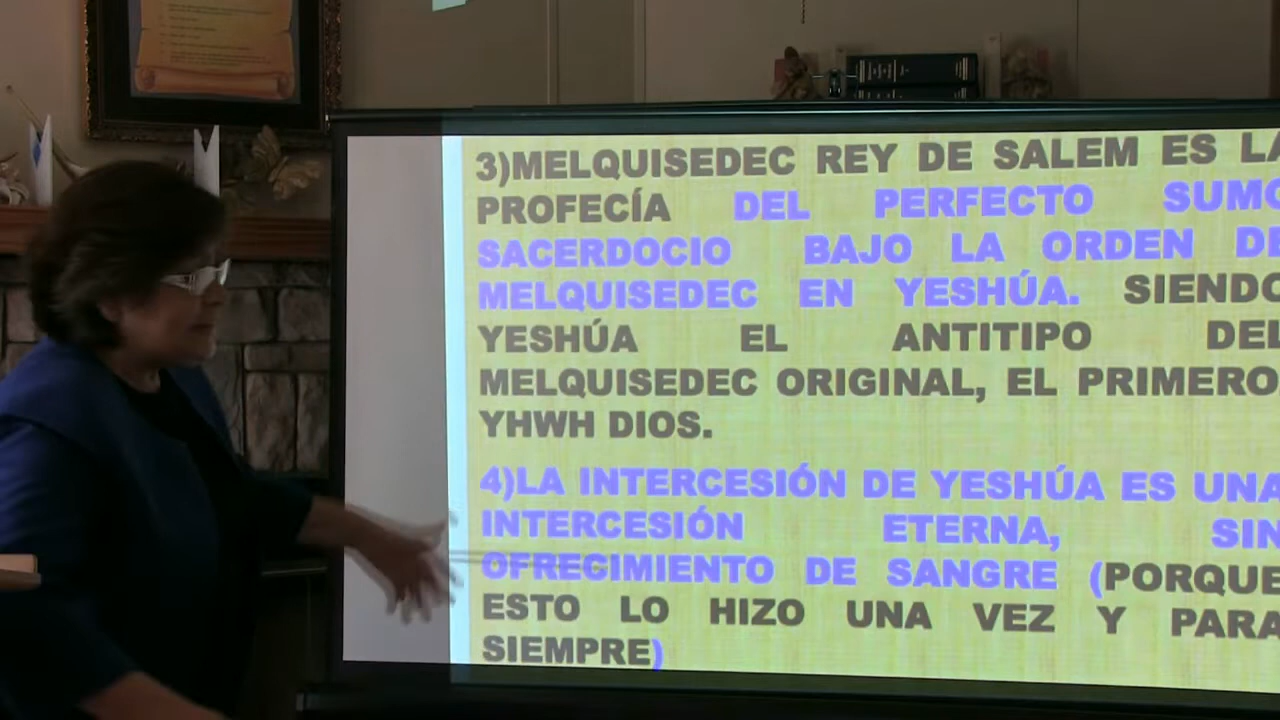 3)MELQUISEDEC REY DE SALEM ES LA
PROFECÍA DEL PERFECTO SUMO
SACERDOCIO BAJO LA ORDEN DE
MELQUISEDEC EN YESHÚA. SIENDO
YESHÚA EL ANTITIPO DEL
MELQUISEDEC ORIGINAL, EL PRIMERO
YHWH DIOS.
4)LA INTERCESIÓN DE YESHÚA ES UNA
INTERCESIÓN ETERNA, SIN
OFRECIMIENTO DE SANGRE (PORQUE
ESTO LO HIZO UNA VEZ Y PARA
SIEMPRE)